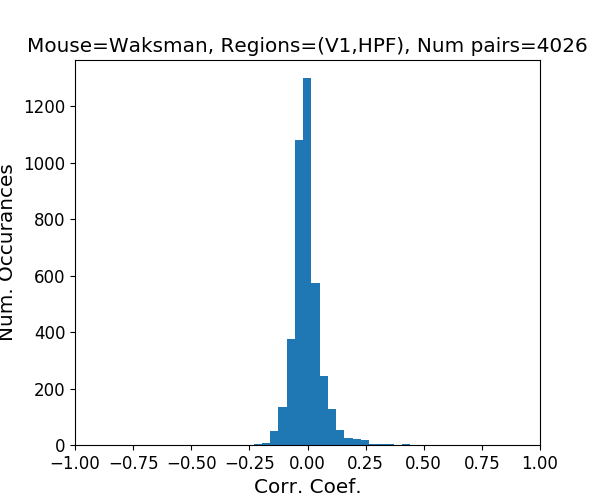 Mouse=Waksman, Regions=(V1,HPF), Num pairs=4026
Num. Occurances
1200
1000
800
600
400
200
0
−1.00 −0.75 −0.50 −0.25 0.00 0.25 0.50 0.75 1.00
Corr. Coef.